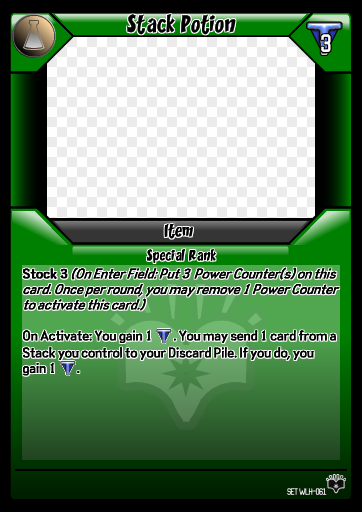 Stack Potion
3
Item
Special Rank
Stock 3 (On Enter Field: Put 3 Power Counter(s) on this
card. Once per round, you may remove 1 Power Counter
to activate this card.)
On Activate: You gain 1 . You may send 1 card from a
Stack you control to your Discard Pile. If you do, you
gain 1 .
SET WLH-061